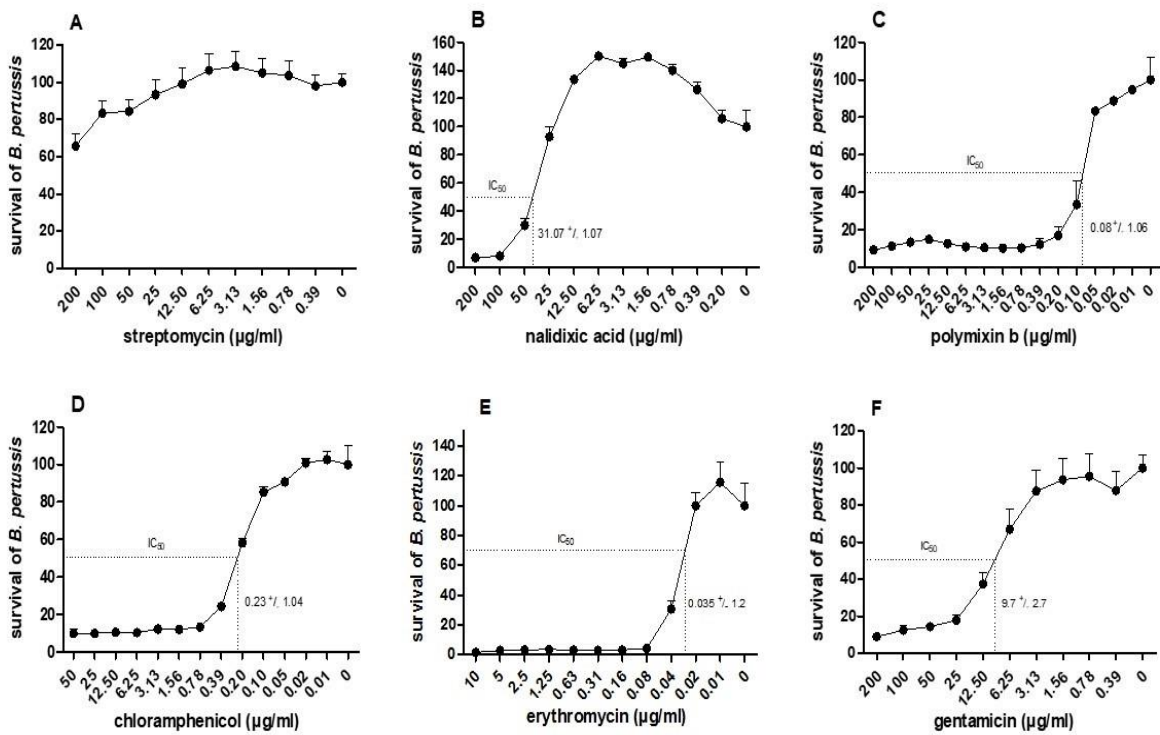 A
survival of B. pertussis
120
100
80
60
40
20
0
200 100 50 25 12.50 6.25 3.13 1.56 0.78 0.39 0
streptomycin (µg/ml)
B
survival of B. pertussis
160
140
120
100
80
60
40
20
0
IC50
31.07 +/. 1.07
200 100 50 25 12.50 6.25 3.13 1.56 0.78 0.39 0.20 0
nalidixic acid (µg/ml)
C
survival of B. pertussis
120
100
80
60
40
20
0
IC50
0.08 +/. 1.06
200 100 50 25 12.50 6.25 3.13 1.56 0.78 0.39 0.20 0.10 0.05 0.02 0.01 0
polymixin b (µg/ml)
D
survival of B. pertussis
120
100
80
60
40
20
0
IC50
0.23 +/. 1.04
50 25 12.50 6.25 3.13 1.56 0.78 0.39 0.20 0.10 0.05 0.02 0.01 0
chloramphenicol (µg/ml)
E
survival of B. pertussis
140
120
100
80
60
40
20
0
IC50
0.035 +/. 1.2
10 5 2.5 1.25 0.63 0.31 0.16 0.08 0.04 0.02 0.01 0
erythromycin (µg/ml)
F
survival of B. pertussis
120
100
80
60
40
20
0
IC50
9.7 +/. 2.7
200 100 50 25 12.50 6.25 3.13 1.56 0.78 0.39 0
gentamicin (µg/ml)